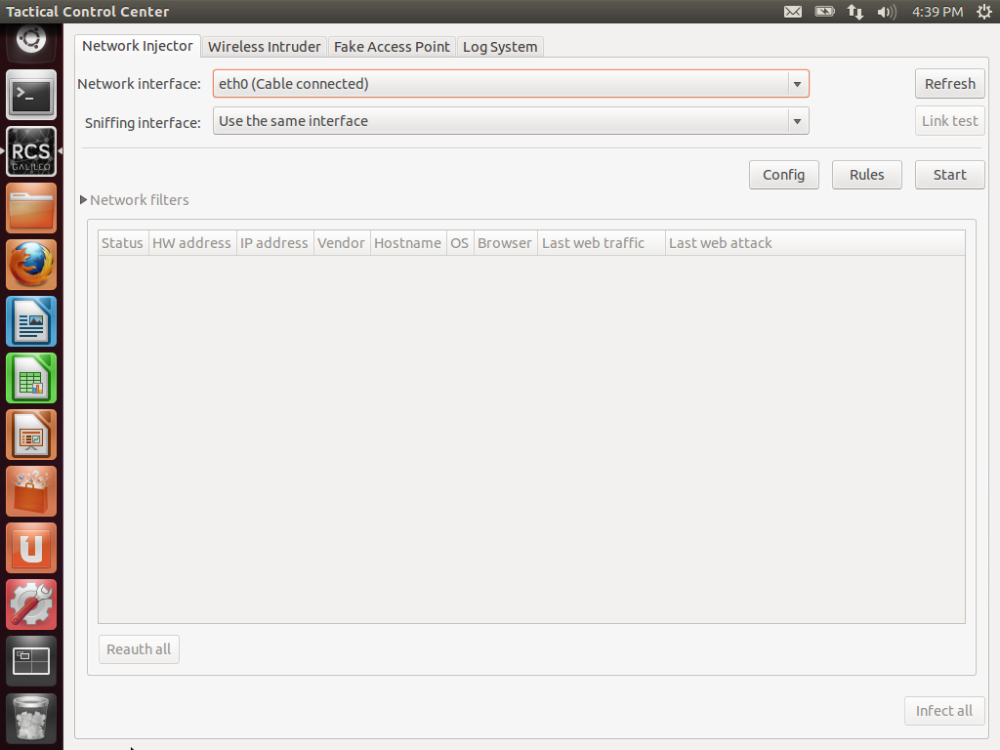 Tactical Control Center
4:39 PM
Network Injector
Wireless Intruder
Fake Access Point
Log System
Network interface:
eth0 (Cable connected)
Refresh
Sniffing interface:
Use the same interface
Link test
RCS
GALILEO
Config
Rules
Start
Network filters
Status
HW address
IP address
Vendor
Hostname
OS
Browser
Last web traffic
Last web attack
Reauth all
Infect all